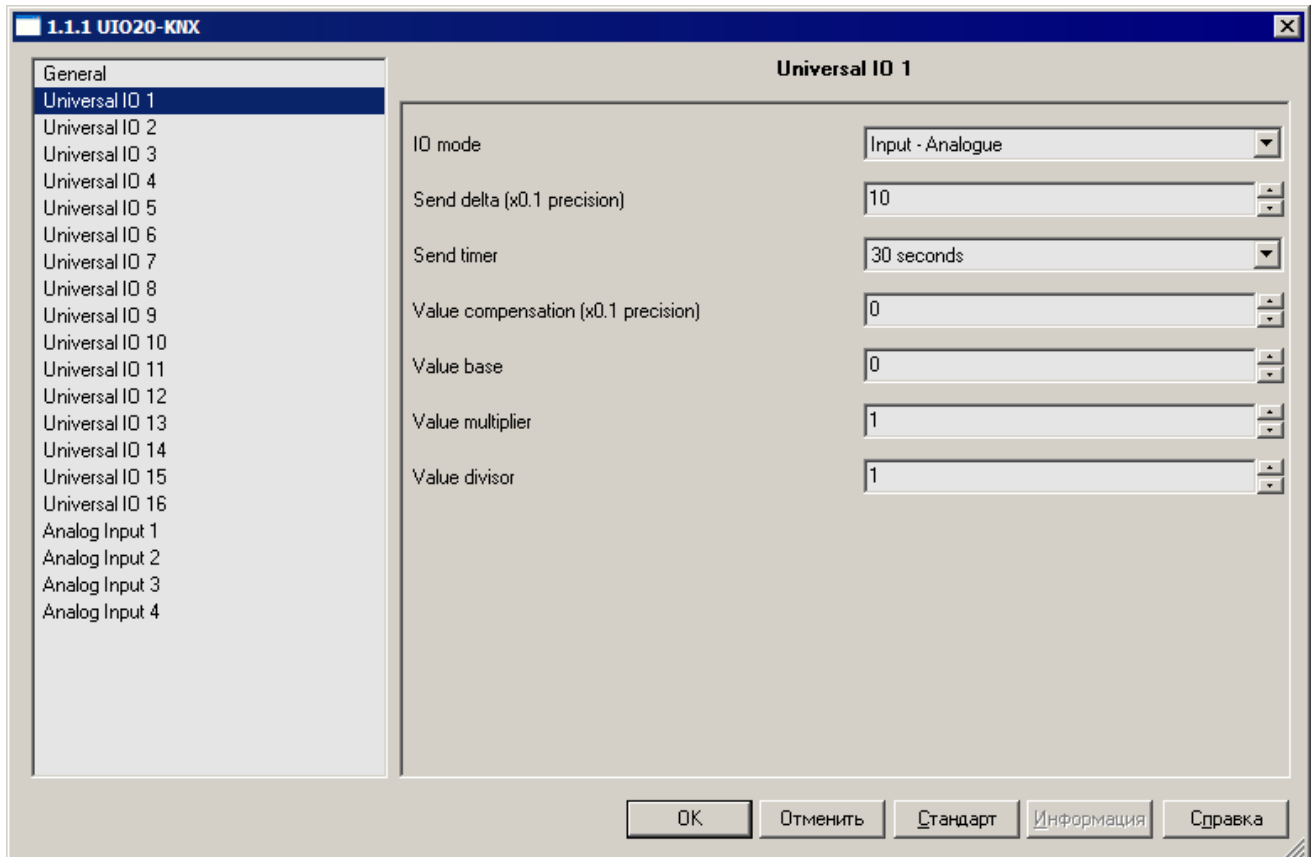 1.1.1 UIO20-KNX
General
Universal IO 1
Universal IO 2
Universal IO 3
Universal IO 4
Universal IO 5
Universal IO 6
Universal IO 7
Universal IO 8
Universal IO 9
Universal IO 10
Universal IO 11
Universal IO 12
Universal IO 13
Universal IO 14
Universal IO 15
Universal IO 16
Analog Input 1
Analog Input 2
Analog Input 3
Analog Input 4
Universal IO 1
IO mode Input - Analogue
Send delta (x0.1 precision) 10
Send timer 30 seconds
Value compensation (x0.1 precision) 0
Value base 0
Value multiplier 1
Value divisor 1
OK Отменить Стандарт Информация Справка